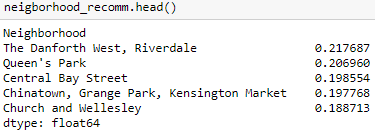 neigborhood_recomm.head()
Neighborhood
The Danforth West, Riverdale 0.217687
Queen's Park 0.206960
Central Bay Street 0.198554
Chinatown, Grange Park, Kensington Market 0.197768
Church and Wellesley 0.188713
dtype: float64